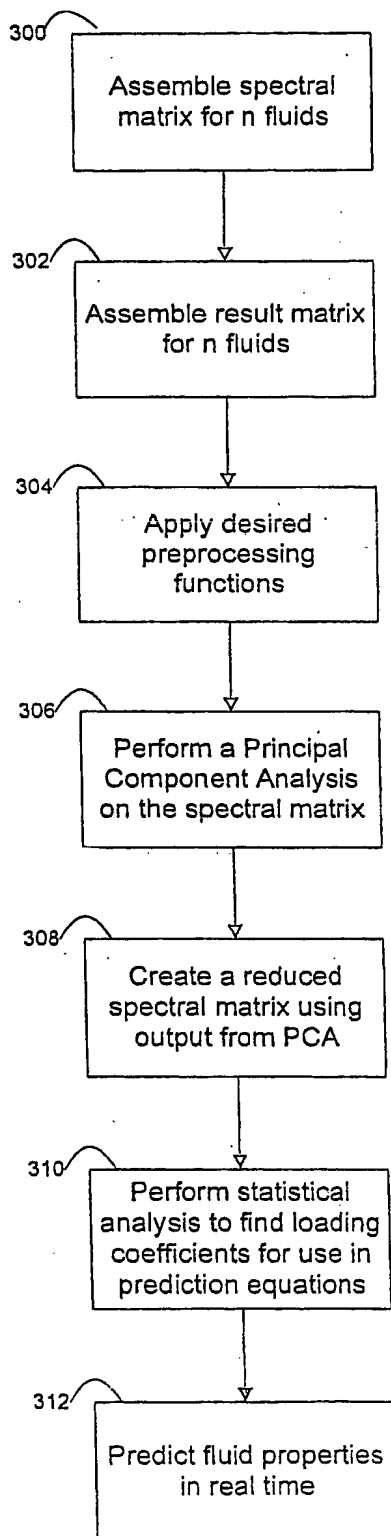 300
Assemble spectral
matrix for n fluids
302
Assemble result matrix
for n fluids
304
Apply desired
preprocessing
functions
306
Perform a Principal
Component Analysis
on the spectral matrix
308
Create a reduced
spectral matrix using
output from PCA
310
Perform statistical
analysis to find loading
coefficients for use in
prediction equations
312
Predict fluid properties
in real time